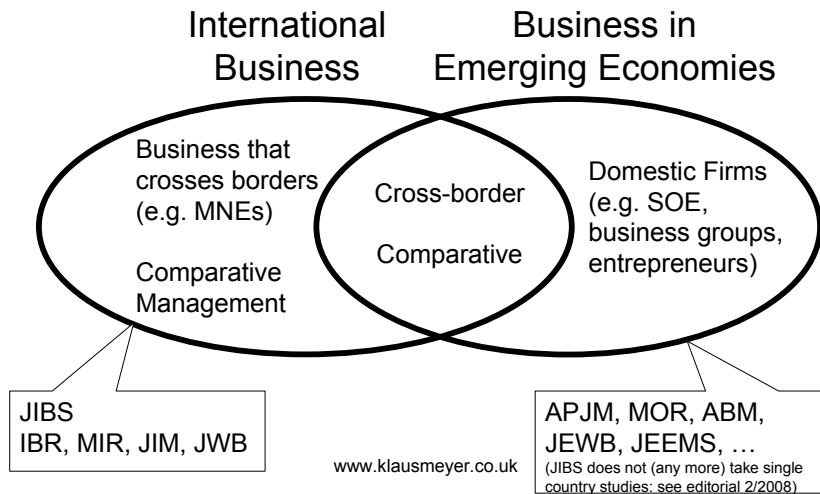 International
Business
Business in
Emerging Economies
Business that
crosses borders
(e.g. MNEs)
Comparative
Management
Cross-border
Comparative
Domestic Firms
(e.g. SOE,
business groups,
entrepreneurs)
JIBS
IBR, MIR, JIM, JWB
www.klausmeyer.co.uk
APJM, MOR, ABM,
JEWB, JEEMS, …
(JIBS does not (any more) take single
country studies: see editorial 2/2008)